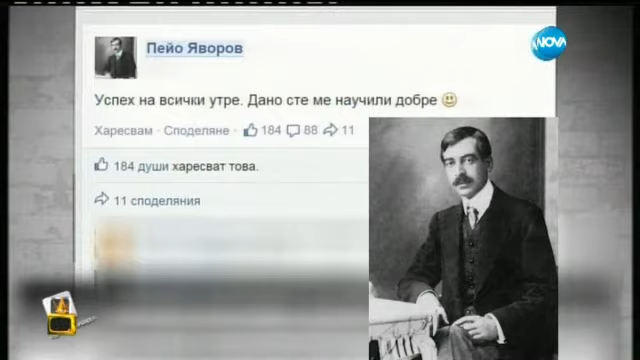 Пейо Яворов
NOVA
Успех на всички утре. Дано сте ме научили добре
Харесвам · Споделяне · 184 88 11
184 души харесват това.
11 споделяния